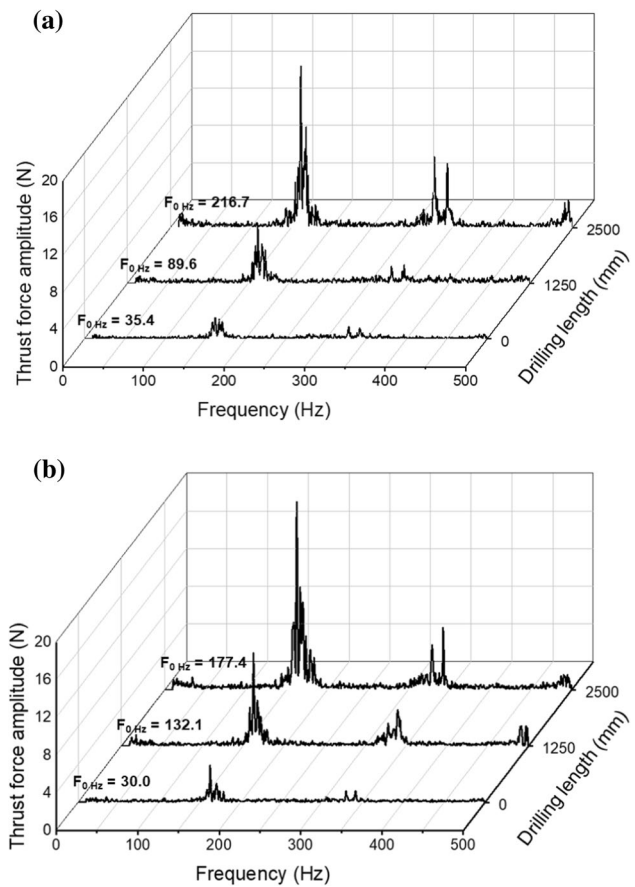 (a)
20
16
12
8
4
0
Thrust force amplitude (N)
F0 Hz = 216.7
F0 Hz = 89.6
F0 Hz = 35.4
2500
1250
0
Drilling length (mm)
0 100 200 300 400 500
Frequency (Hz)
(b)
20
16
12
8
4
0
Thrust force amplitude (N)
F0 Hz = 177.4
F0 Hz = 132.1
F0 Hz = 30.0
2500
1250
0
Drilling length (mm)
0 100 200 300 400 500
Frequency (Hz)